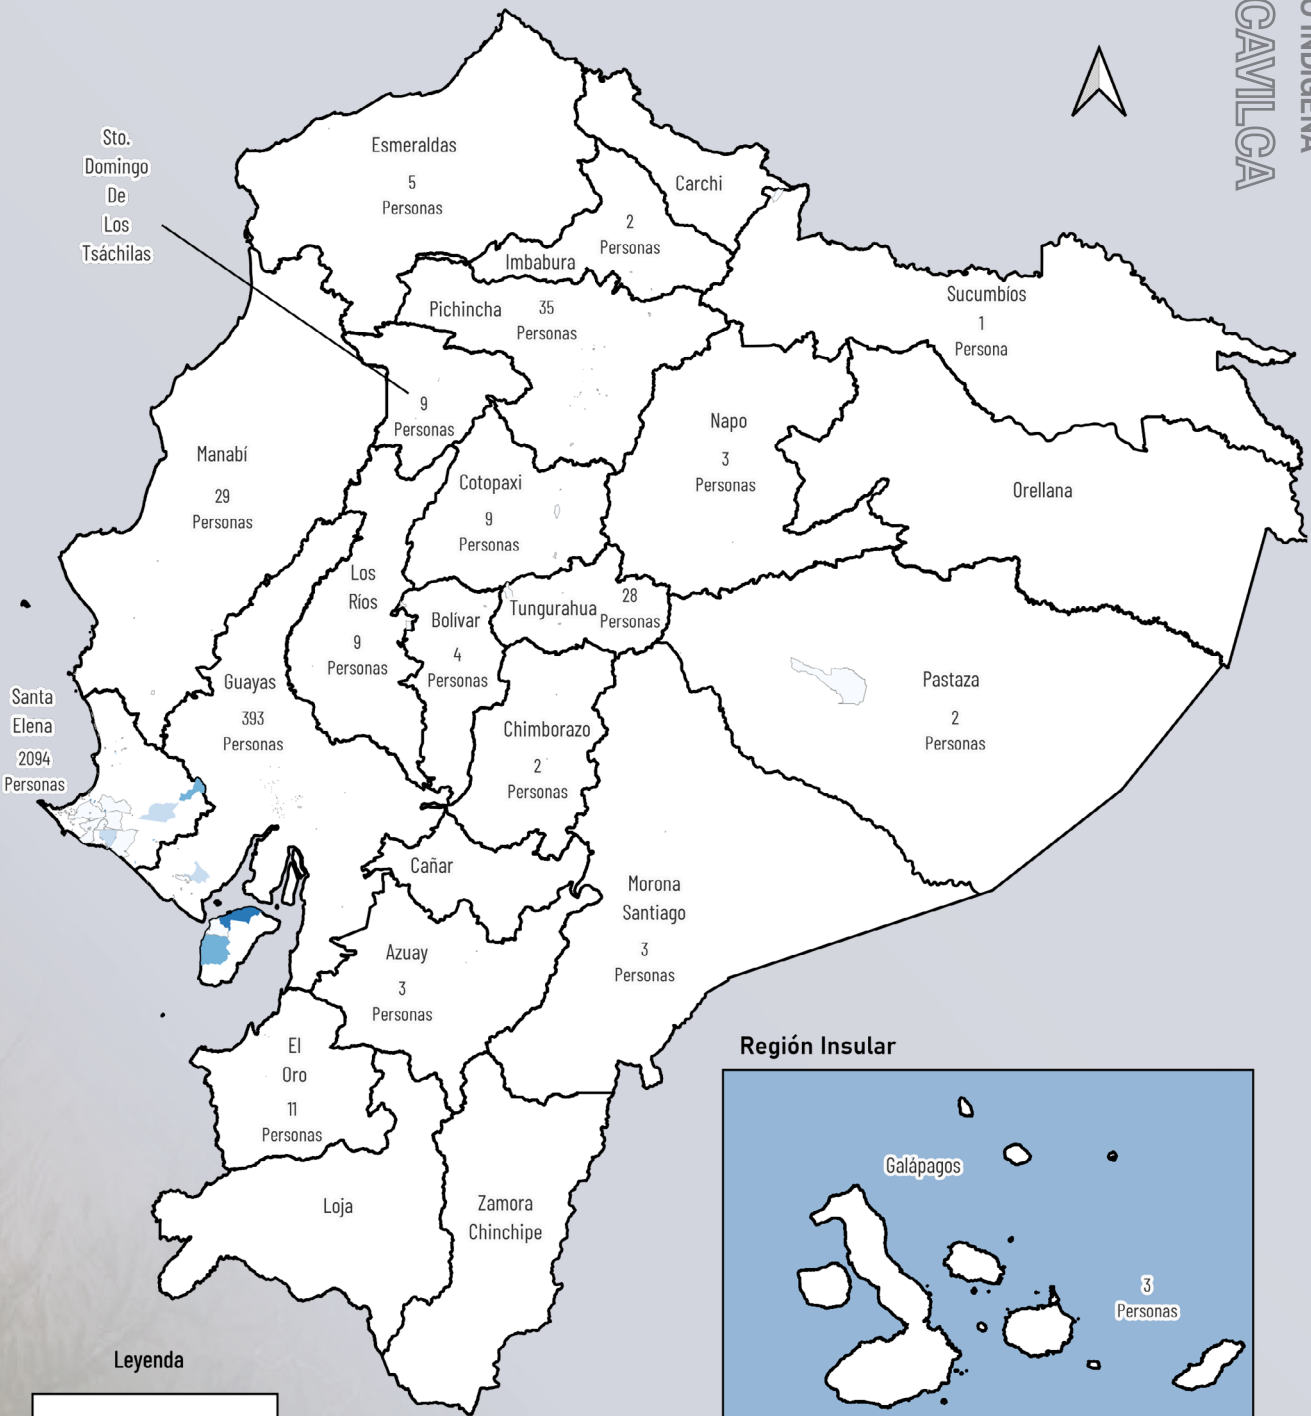 CAVILCA
INDÍGENA
Sto.
Domingo
De
Los
Tsáchilas
Esmeraldas
5
Personas
Carchi
2
Personas
Imbabura
Pichincha
35
Personas
Sucumbíos
1
Persona
9
Personas
Napo
3
Personas
Manabí
29
Personas
Cotopaxi
9
Personas
Orellana
Los
Ríos
9
Personas
Bolívar
4
Personas
Tungurahua
28
Personas
Santa
Elena
2094
Personas
Guayas
393
Personas
Pastaza
2
Personas
Chimborazo
2
Personas
Cañar
Morona
Santiago
3
Personas
Azuay
3
Personas
El
Oro
11
Personas
Loja
Zamora
Chinchipe
Región Insular
Galápagos
3
Personas
Leyenda